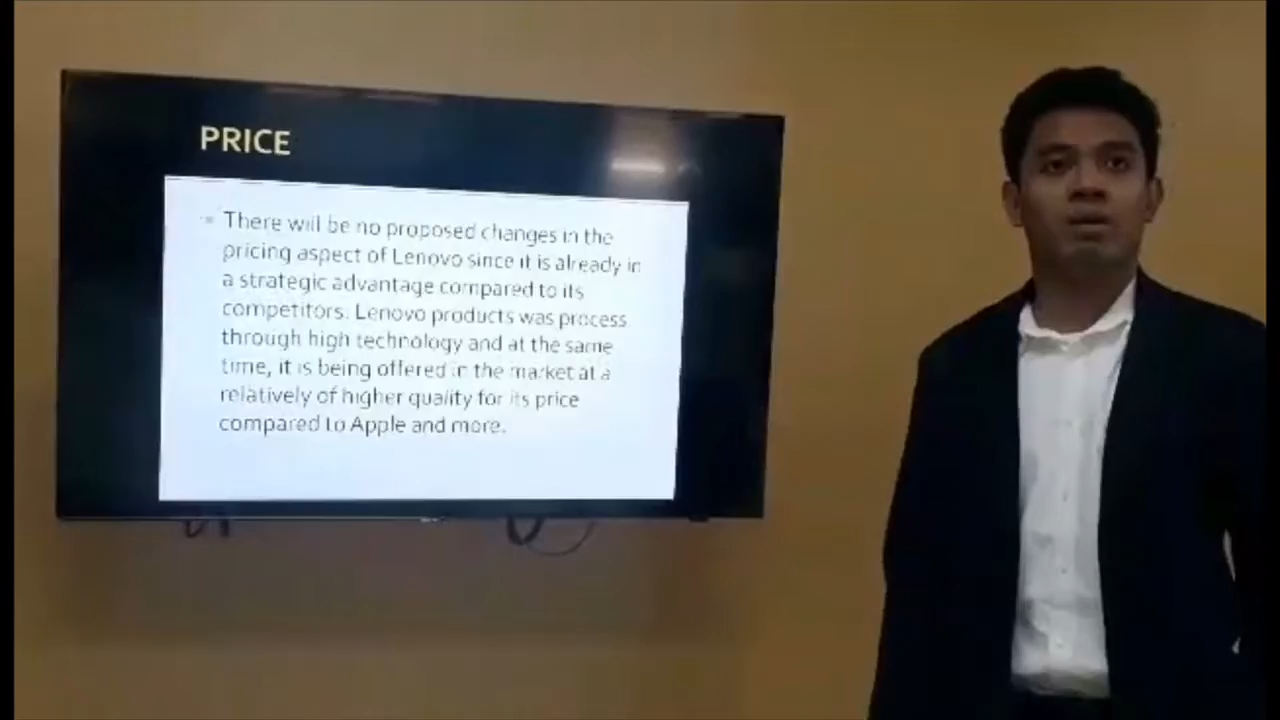 PRICE
There will be no proposed changes in the
pricing aspect of Lenovo since it is already in
a strategic advantage compared to its
competitors. Lenovo products was process
through high technology and at the same
time, it is being offered in the market at a
relatively of higher quality for its price
compared to Apple and more.